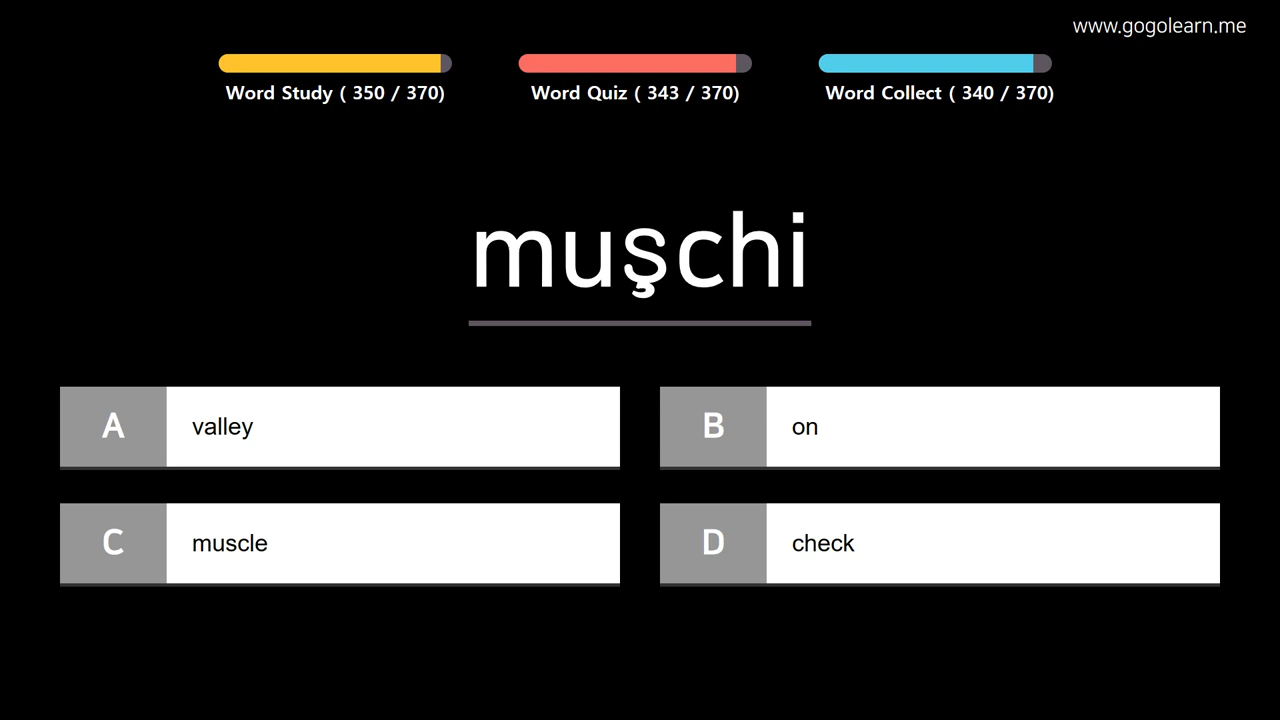 www.gogolearn.me
Word Study ( 350 / 370)
Word Quiz ( 343 / 370)
Word Collect ( 340 / 370)
muşchi
A valley
B on
C muscle
D check